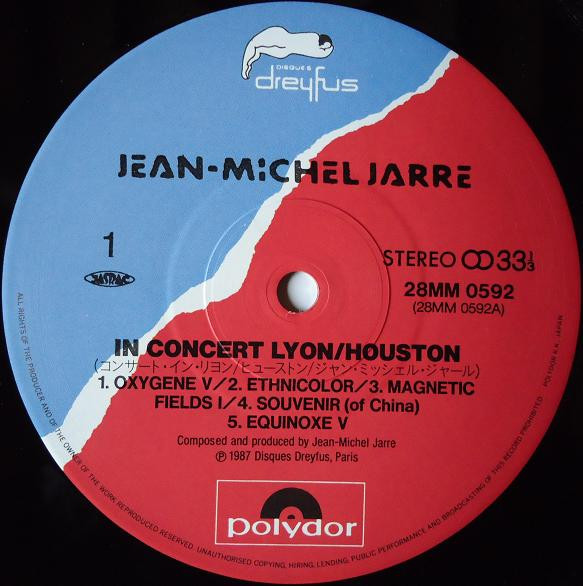 DISQUES
dreyfus
JEAN-MICHEL JARRE
1
JASRAC
STEREO 33 1/3
28MM 0592
(28MM 0592A)
IN CONCERT LYON/HOUSTON
(コンサート・イン・リヨン/ヒューストン/ジャン・ミッシェル・ジャール)
1. OXYGENE V/2. ETHNICOLOR/3. MAGNETIC
FIELDS I/4. SOUVENIR (of China)
5. EQUINOXE V
Composed and produced by Jean-Michel Jarre
℗ 1987 Disques Dreyfus, Paris
polydor
ALL RIGHTS OF THE PRODUCER AND OF THE OWNER OF THE WORK REPRODUCED RESERVED. UNAUTHORISED COPYING, HIRING, LENDING, PUBLIC PERFORMANCE AND BROADCASTING OF THIS RECORD PROHIBITED. POLYDOR K.K. JAPAN